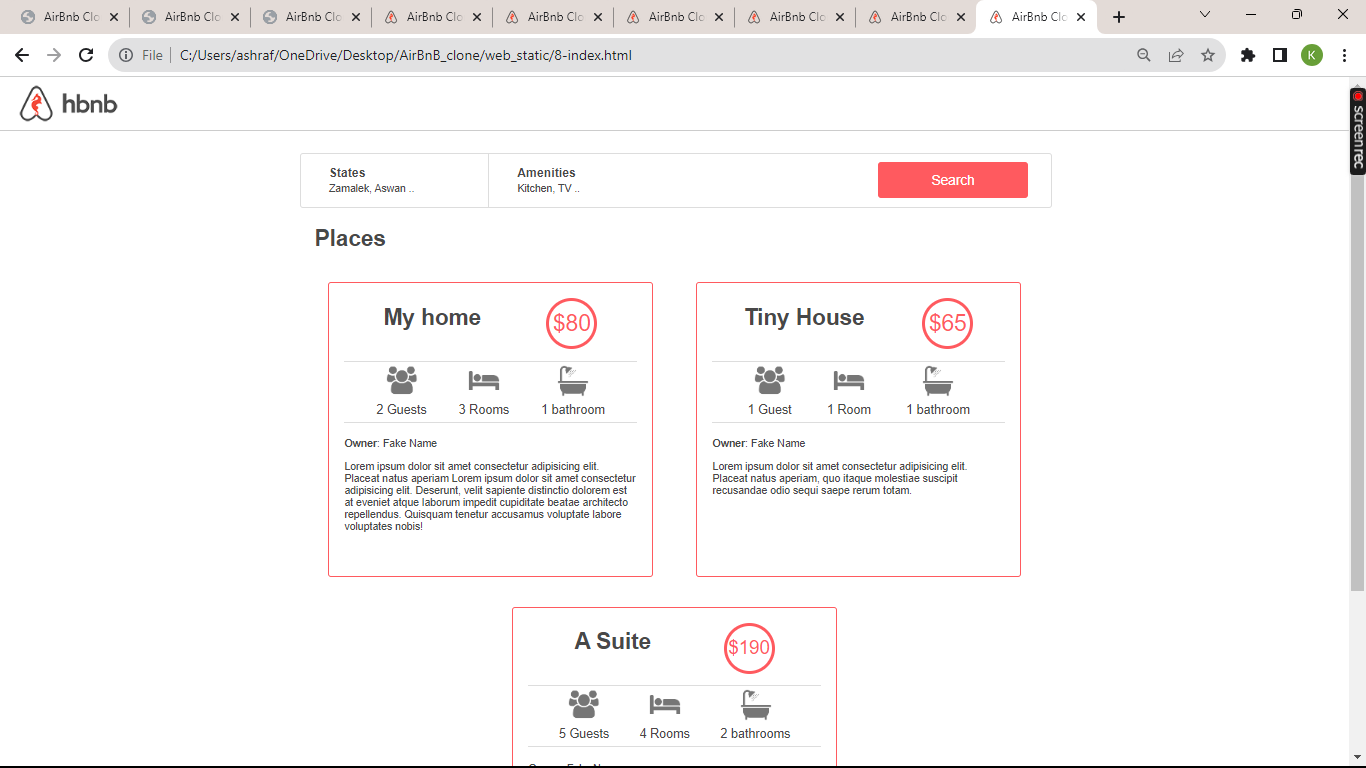 AirBnb Clo AirBnb Clo AirBnb Clo AirBnb Clo AirBnb Clo AirBnb Clo AirBnb Clo AirBnb Clo AirBnb Clo
File C:/Users/ashraf/OneDrive/Desktop/AirBnB_clone/web_static/8-index.html K
hbnb
screenrec
States Amenities
Zamalek, Aswan .. Kitchen, TV ..
Search
Places
My home $80
2 Guests 3 Rooms 1 bathroom
Owner: Fake Name
Lorem ipsum dolor sit amet consectetur adipisicing elit.
Placeat natus aperiam Lorem ipsum dolor sit amet consectetur
adipisicing elit. Deserunt, velit sapiente distinctio dolorem est
at eveniet atque laborum impedit cupiditate beatae architecto
repellendus. Quisquam tenetur accusamus voluptate labore
voluptates nobis!
Tiny House $65
1 Guest 1 Room 1 bathroom
Owner: Fake Name
Lorem ipsum dolor sit amet consectetur adipisicing elit.
Placeat natus aperiam, quo itaque molestiae suscipit
recusandae odio sequi saepe rerum totam.
A Suite $190
5 Guests 4 Rooms 2 bathrooms